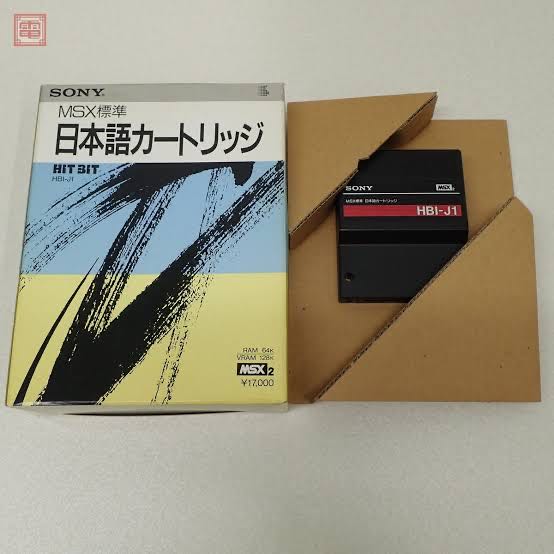 電
SONY®
MSX標準
日本語カートリッジ
HIT BIT
HBI-J1
RAM 64K
VRAM 128K
MSX2
¥17,000
SONY
MSX2
MSX標準 日本語カートリッジ
HBI-J1